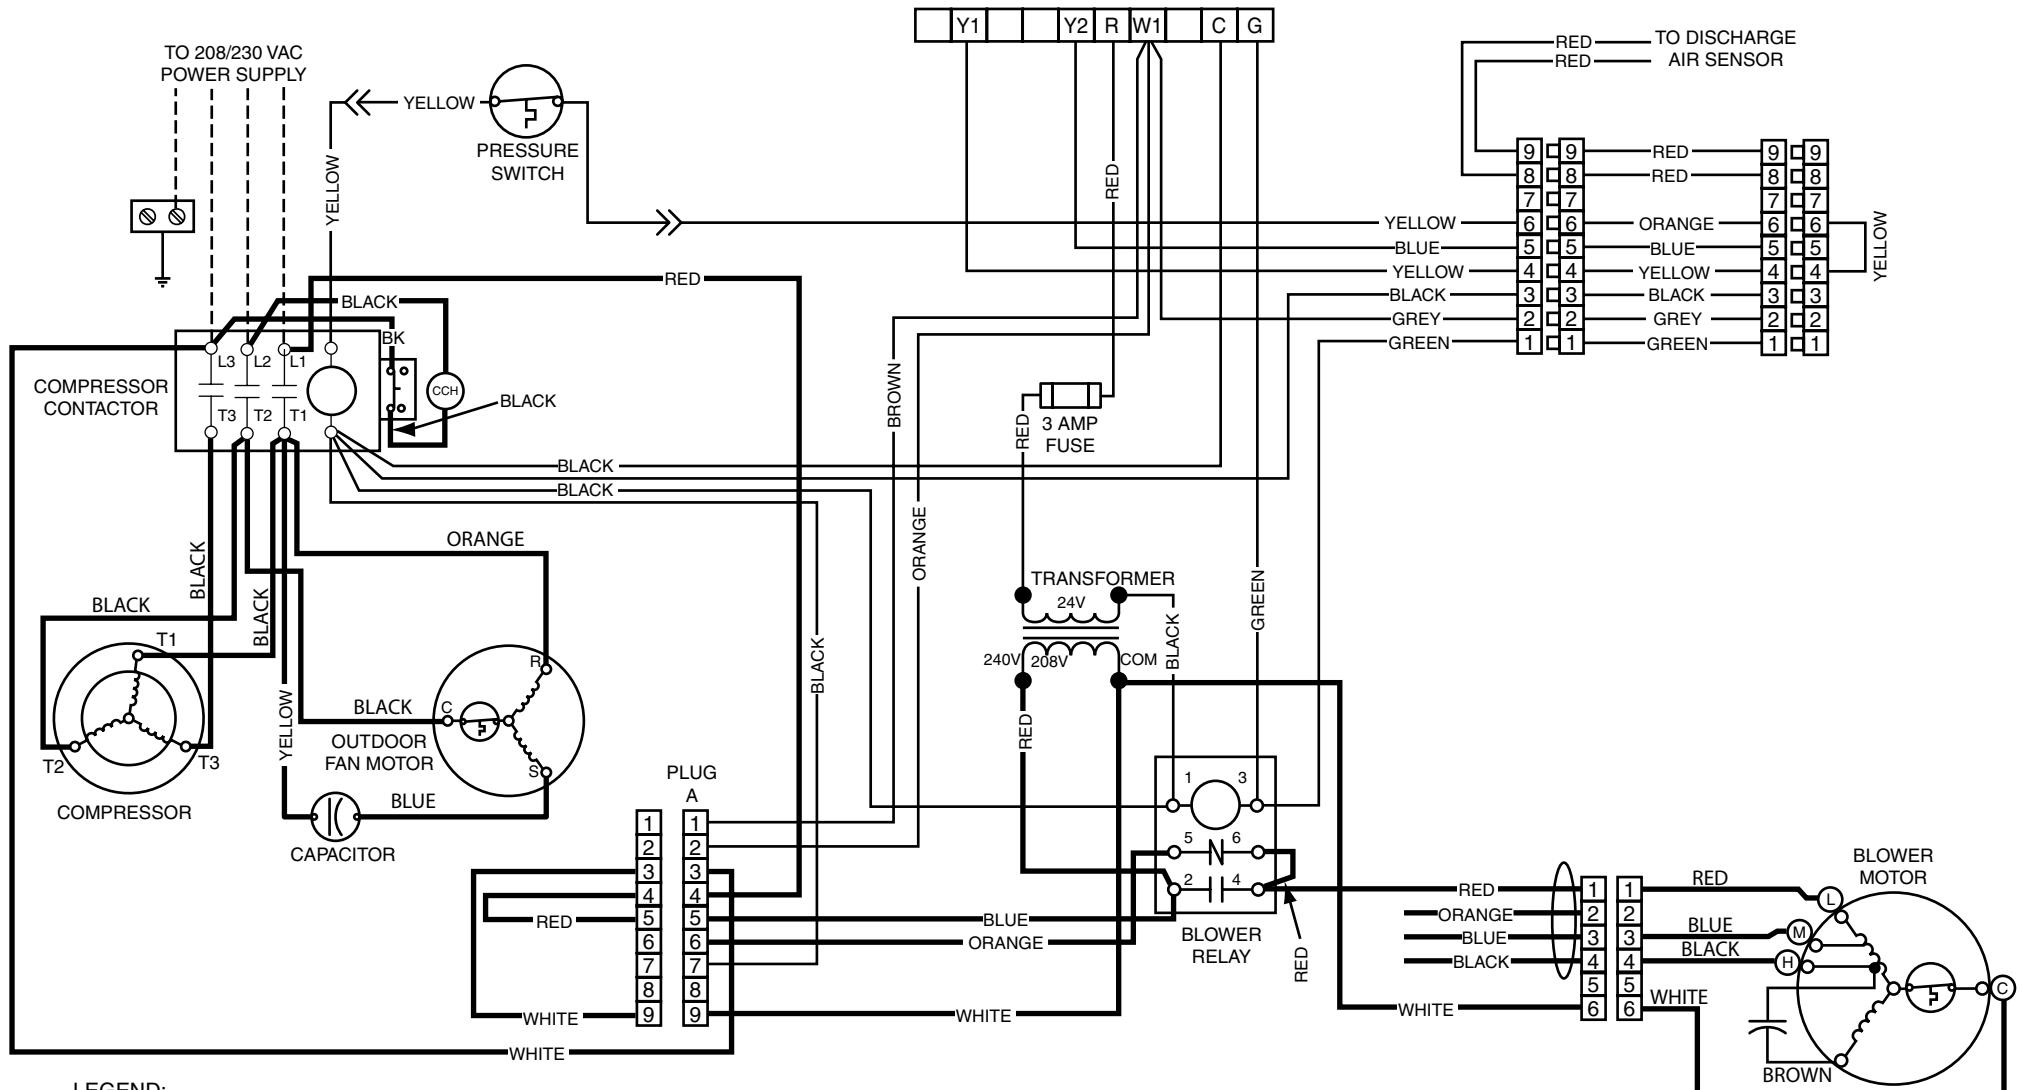 Y1 Y2 R W1 C G
TO 208/230 VAC
POWER SUPPLY
YELLOW
PRESSURE
SWITCH
YELLOW
RED
RED
RED
TO DISCHARGE
AIR SENSOR
9 9 RED 9 9
8 8 RED 8 8
7 7 7 7
YELLOW 6 6 ORANGE 6 6
BLUE 5 5 BLUE 5 5
YELLOW 4 4 YELLOW 4 4
BLACK 3 3 BLACK 3 3
GREY 2 2 GREY 2 2
GREEN 1 1 GREEN 1 1
YELLOW
RED
BLACK
BK
L3 L2 L1
COMPRESSOR
CONTACTOR
T3 T2 T1
CCH
BLACK
BROWN
RED
3 AMP
FUSE
BLACK
BLACK
ORANGE
ORANGE
BLACK
BLACK
BLACK
TRANSFORMER
24V
240V 208V COM
BLACK
GREEN
BLACK
T1
T2
T3
COMPRESSOR
YELLOW
R
C
S
BLACK
OUTDOOR
FAN MOTOR
BLUE
CAPACITOR
RED
PLUG
A
1 1
2 2
3 3
4 4
RED 5 5 BLUE
6 6 ORANGE
7 7
8 8
WHITE 9 9 WHITE
WHITE
1 3
5 6
2 4
BLOWER
RELAY
RED
RED 1 1 RED
ORANGE 2 2
BLUE 3 3 BLUE
BLACK 4 4 BLACK
5 5
WHITE 6 6 WHITE
BLOWER
MOTOR
L
M
H
C
BROWN
LEGEND: